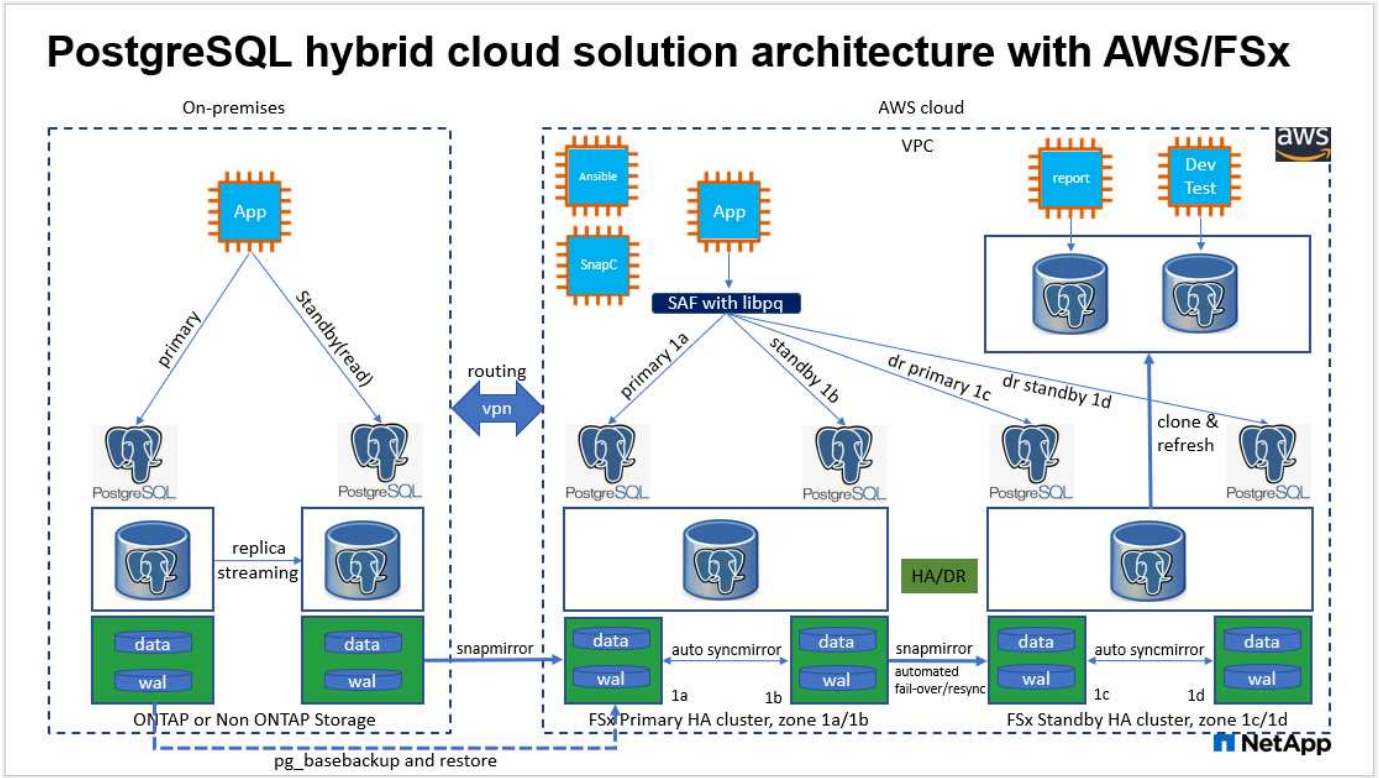 PostgreSQL hybrid cloud solution architecture with AWS/FSx
On-premises
AWS cloud
VPC
aws
App
Ansible
SnapC
App
report
Dev
Test
SAF with libpq
primary
Standby(read)
routing
vpn
primary 1a
standby 1b
dr primary 1c
dr standby 1d
clone &
refresh
PostgreSQL
PostgreSQL
PostgreSQL
PostgreSQL
PostgreSQL
PostgreSQL
replica
streaming
HA/DR
data
wal
data
wal
snapmirror
data
wal
auto syncmirror
1a
1b
data
wal
snapmirror
automated
fail-over/resync
data
wal
auto syncmirror
1c
1d
data
wal
ONTAP or Non ONTAP Storage
FSx Primary HA cluster, zone 1a/1b
FSx Standby HA cluster, zone 1c/1d
pg_basebackup and restore
NetApp